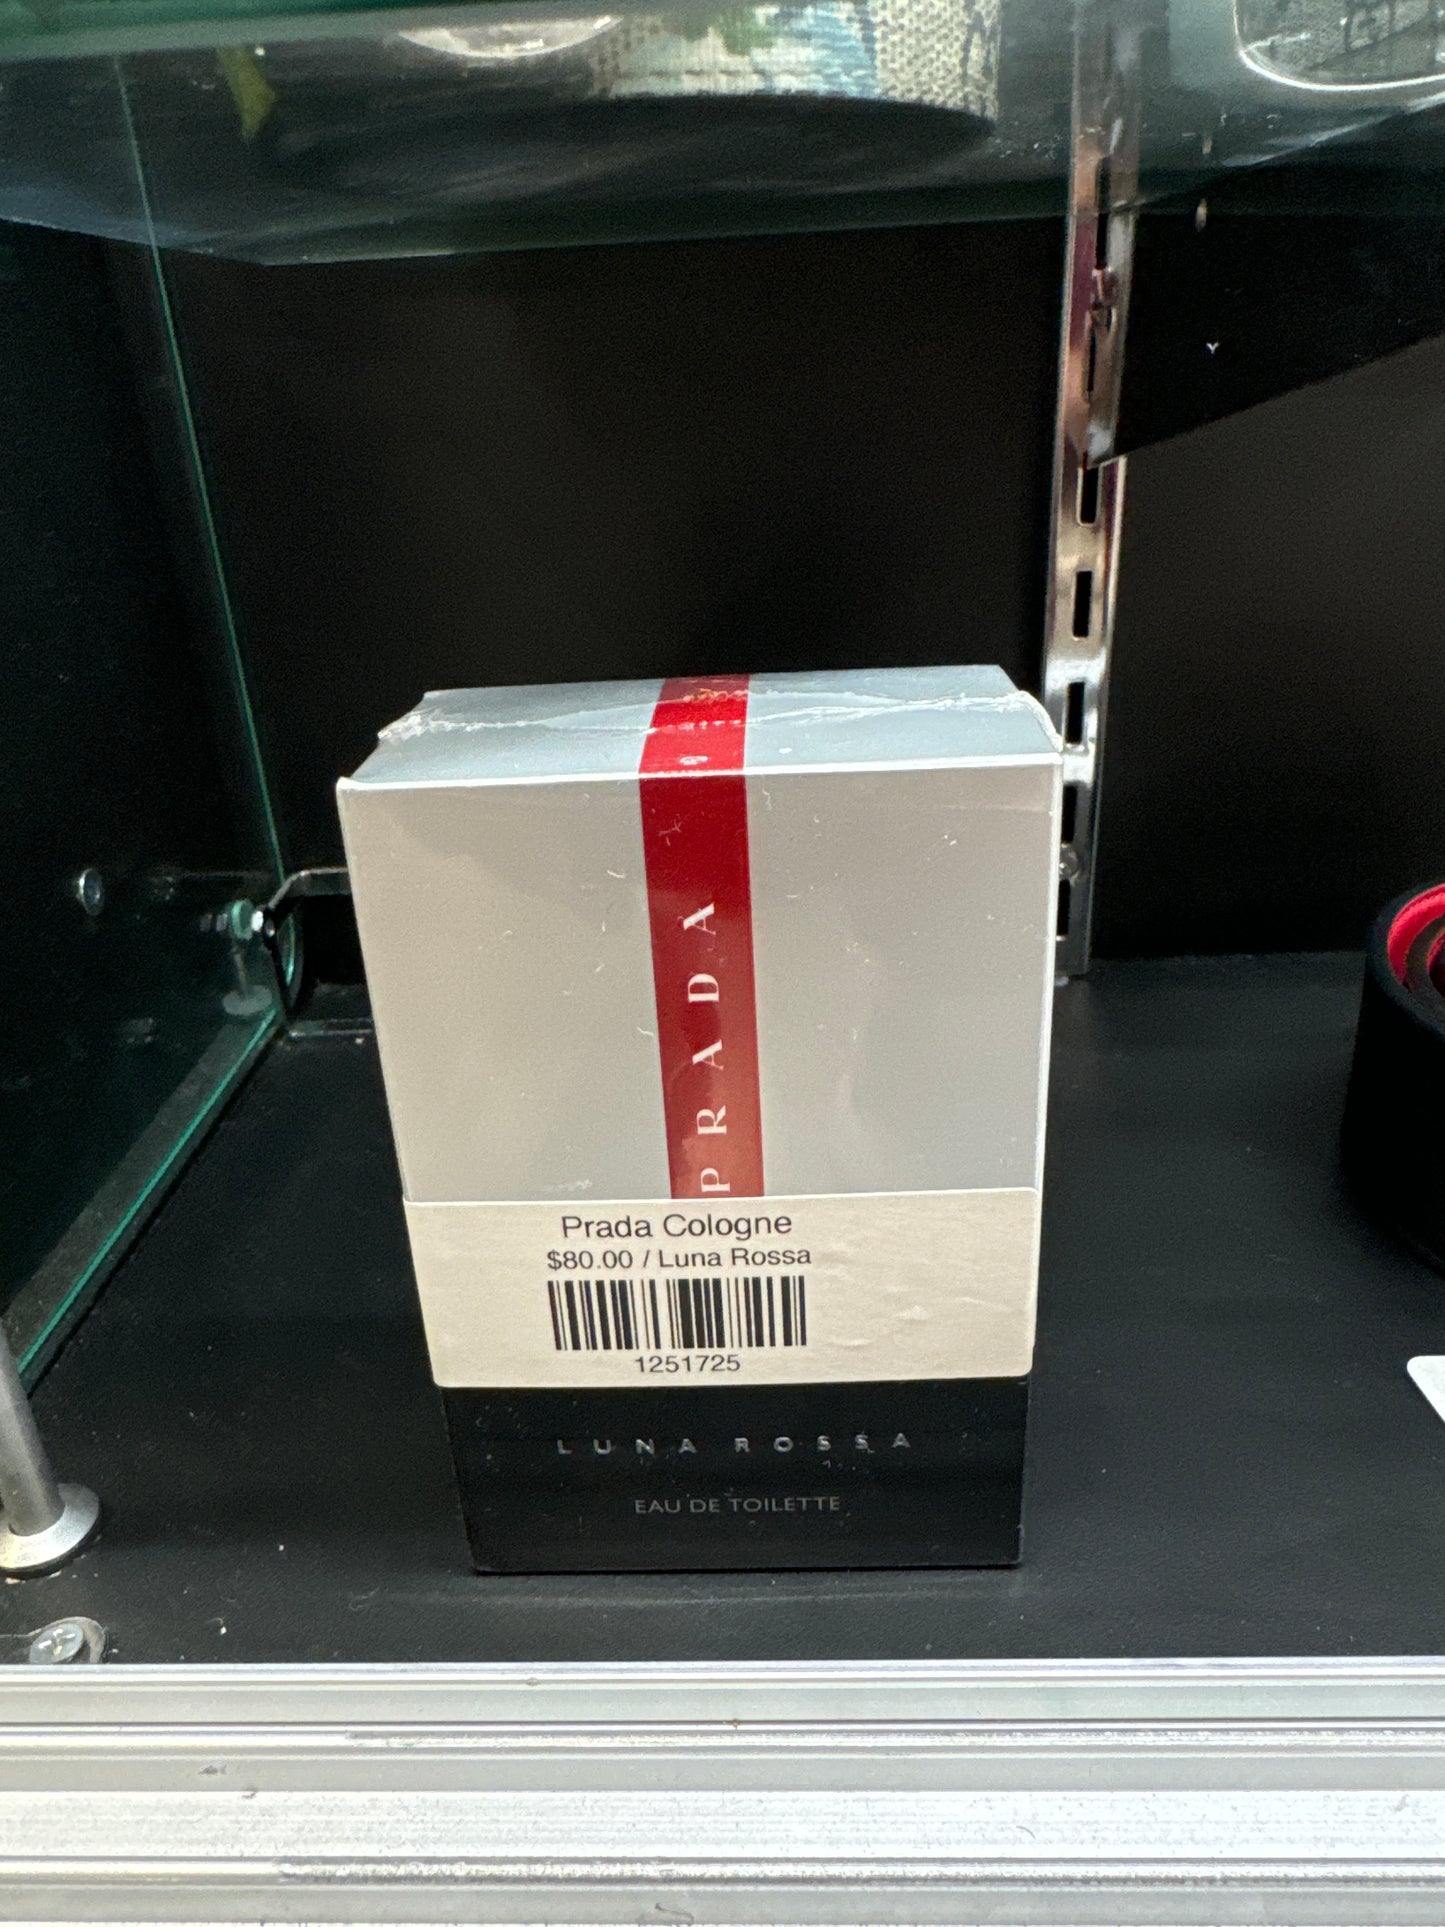 PRADA
Prada Cologne
$80.00 / Luna Rossa
1251725
LUNA ROSSA
EAU DE TOILETTE